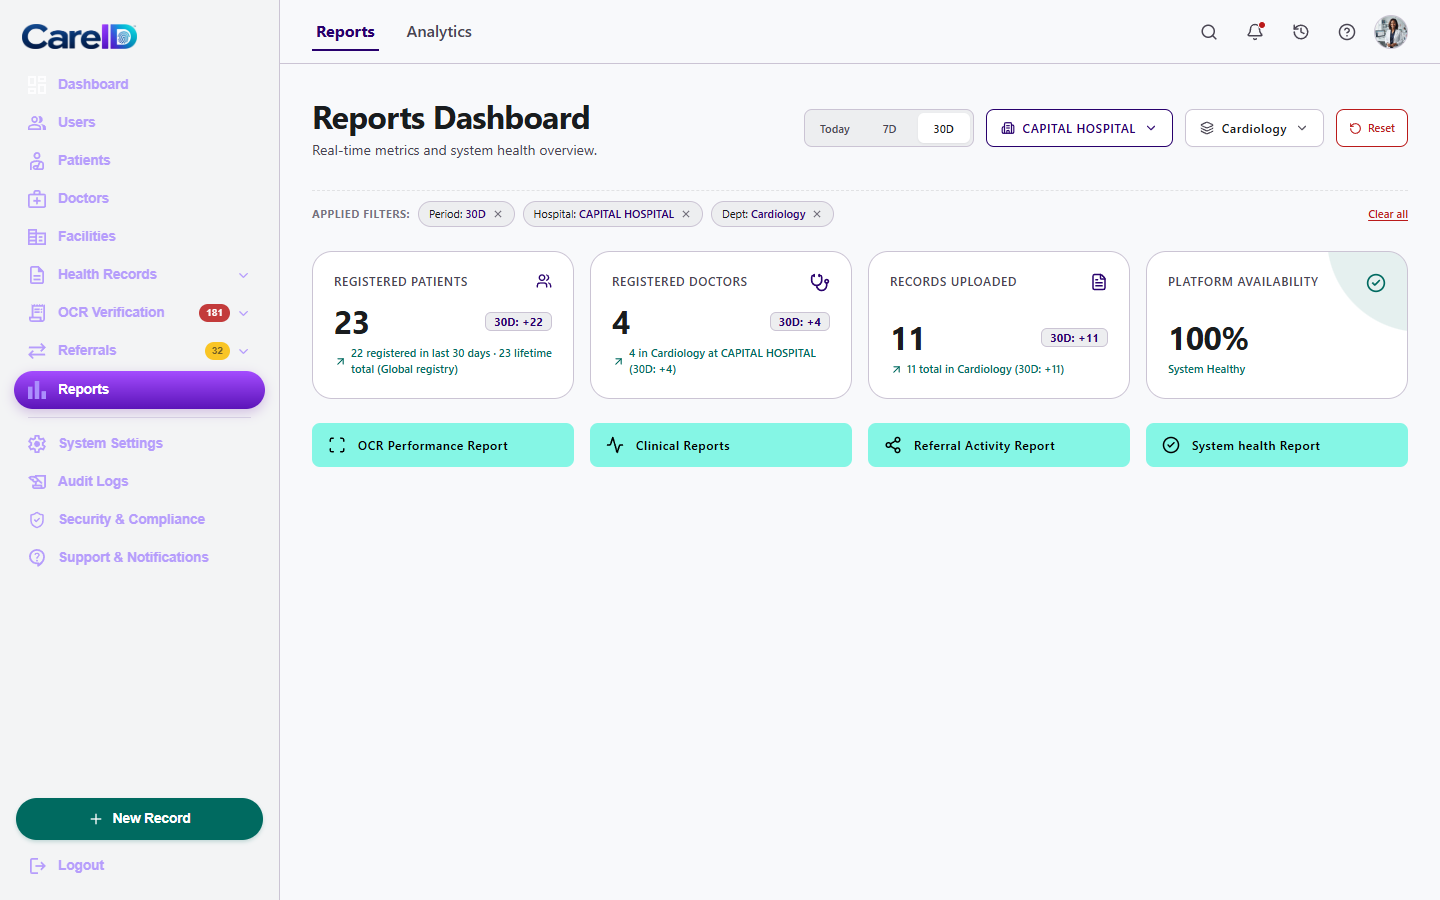 CareID
Dashboard
Users
Patients
Doctors
Facilities
Health Records
OCR Verification 181
Referrals 32
Reports
System Settings
Audit Logs
Security & Compliance
Support & Notifications
New Record
Logout
Reports Analytics
Reports Dashboard
Real-time metrics and system health overview.
Today 7D 30D CAPITAL HOSPITAL Cardiology Reset
APPLIED FILTERS: Period: 30D Hospital: CAPITAL HOSPITAL Dept: Cardiology Clear all
REGISTERED PATIENTS
23 30D: +22
22 registered in last 30 days · 23 lifetime
total (Global registry)
REGISTERED DOCTORS
4 30D: +4
4 in Cardiology at CAPITAL HOSPITAL
(30D: +4)
RECORDS UPLOADED
11 30D: +11
11 total in Cardiology (30D: +11)
PLATFORM AVAILABILITY
100%
System Healthy
OCR Performance Report
Clinical Reports
Referral Activity Report
System health Report